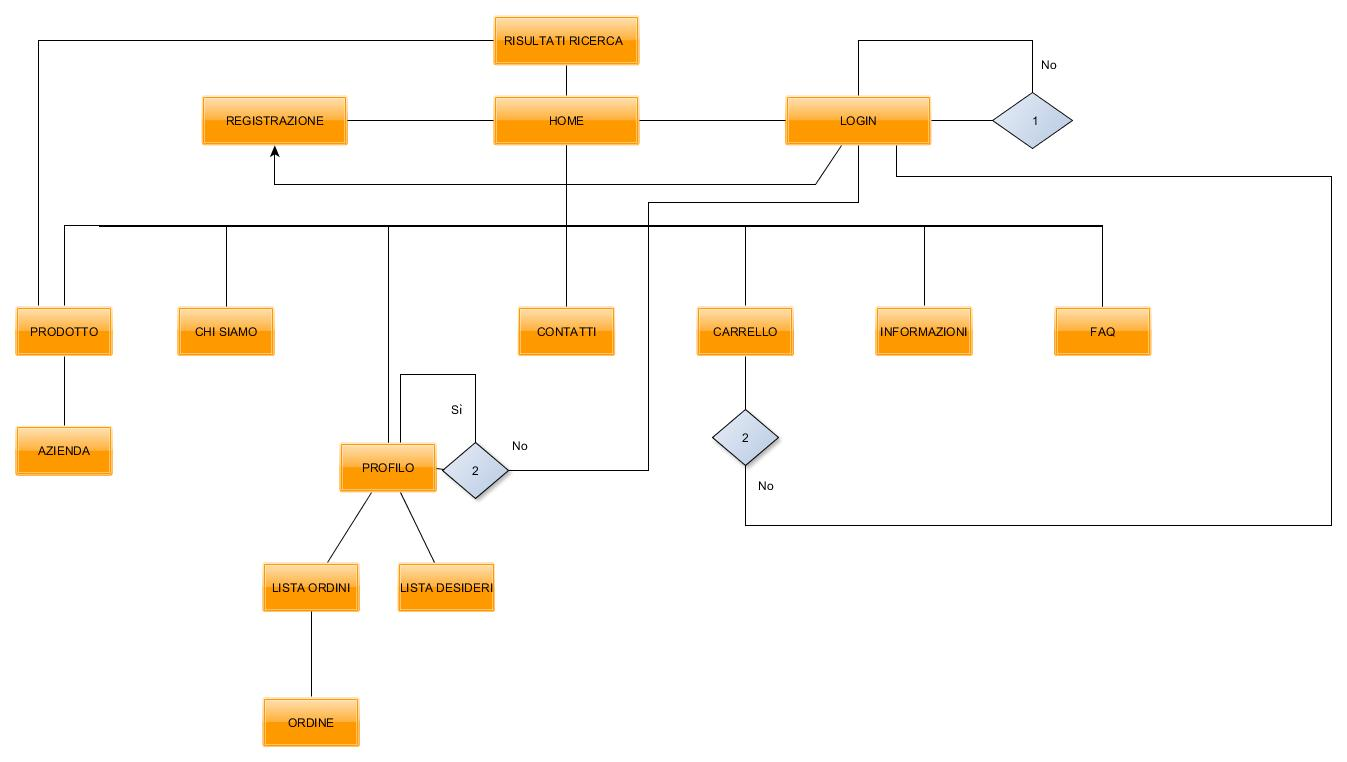 RISULTATI RICERCA
No
REGISTRAZIONE
HOME
LOGIN
1
PRODOTTO
CHI SIAMO
CONTATTI
CARRELLO
INFORMAZIONI
FAQ
Sì
No
2
AZIENDA
PROFILO
2
No
LISTA ORDINI
LISTA DESIDERI
ORDINE